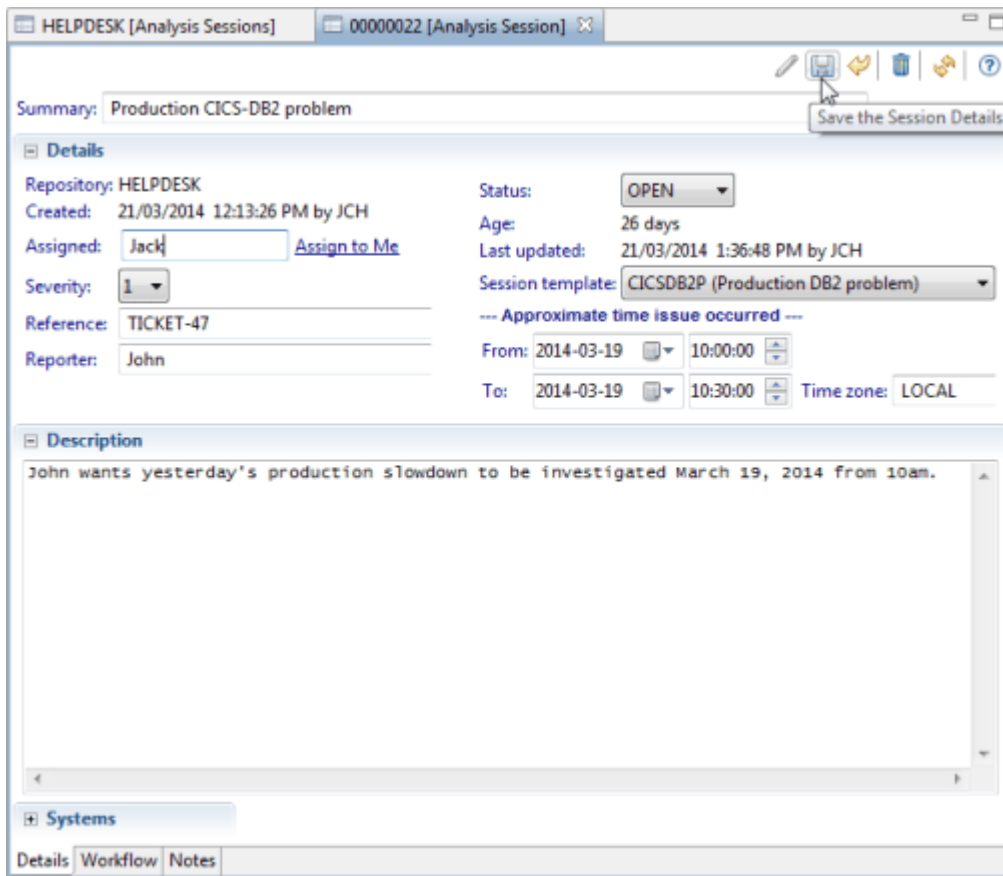 HELPDESK [Analysis Sessions] 00000022 [Analysis Session]
Summary: Production CICS-DB2 problem
Save the Session Details
Details
Repository: HELPDESK
Created: 21/03/2014 12:13:26 PM by JCH
Assigned: Jack Assign to Me
Severity: 1
Reference: TICKET-47
Reporter: John
Status: OPEN
Age: 26 days
Last updated: 21/03/2014 1:36:48 PM by JCH
Session template: CICSDB2P (Production DB2 problem)
--- Approximate time issue occurred ---
From: 2014-03-19 10:00:00
To: 2014-03-19 10:30:00 Time zone: LOCAL
Description
John wants yesterday's production slowdown to be investigated March 19, 2014 from 10am.
Systems
Details Workflow Notes